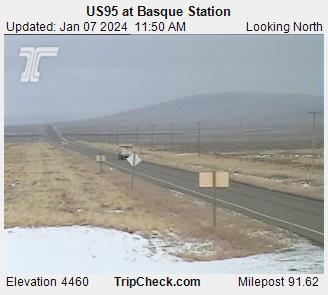 US95 at Basque Station
Updated: Jan 07 2024 11:50 AM Looking North
Elevation 4460 TripCheck.com Milepost 91.62